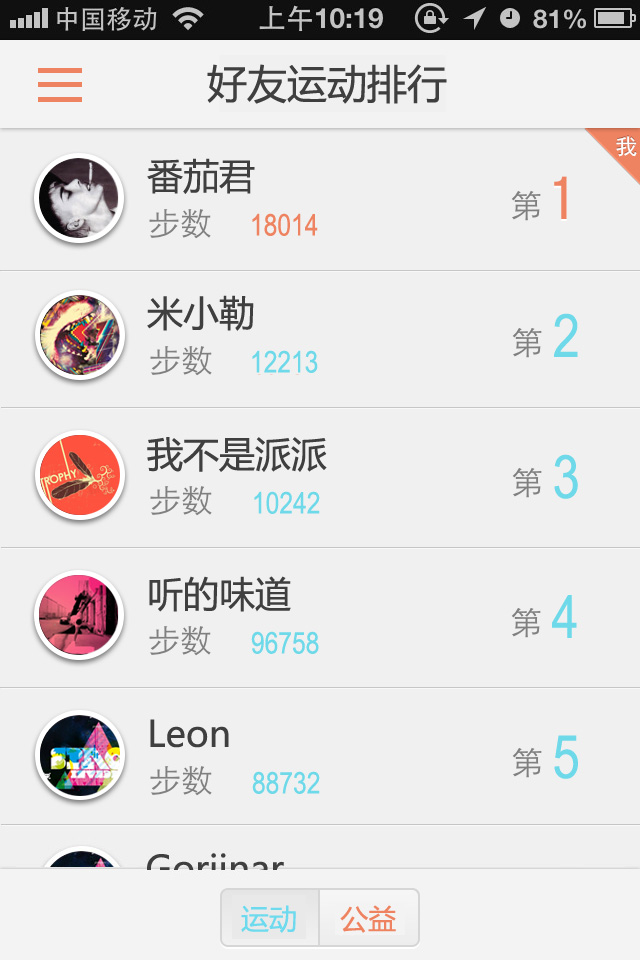 中国移动 上午10:19 81%
好友运动排行
我
番茄君
步数 18014 第 1
米小勒
步数 12213 第 2
我不是派派
步数 10242 第 3
TROPHY
听的味道
步数 96758 第 4
Leon
步数 88732 第 5
运动 公益